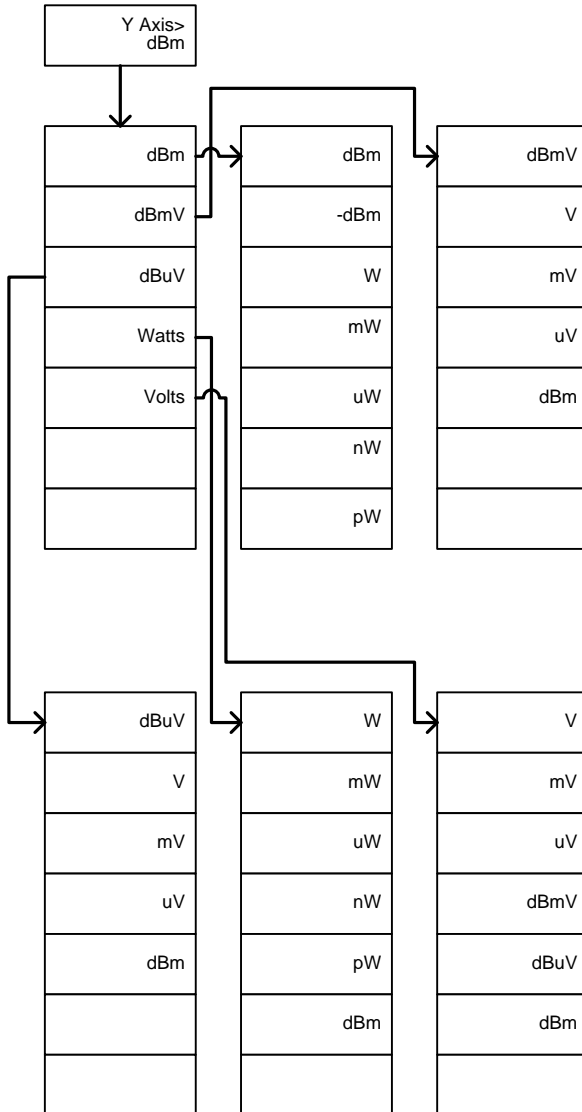 Y Axis>
dBm
dBm
dBmV
dBuV
Watts
Volts
dBm
-dBm
W
mW
uW
nW
pW
dBmV
V
mV
uV
dBm
dBuV
V
mV
uV
dBm
W
mW
uW
nW
pW
dBm
V
mV
uV
dBmV
dBuV
dBm